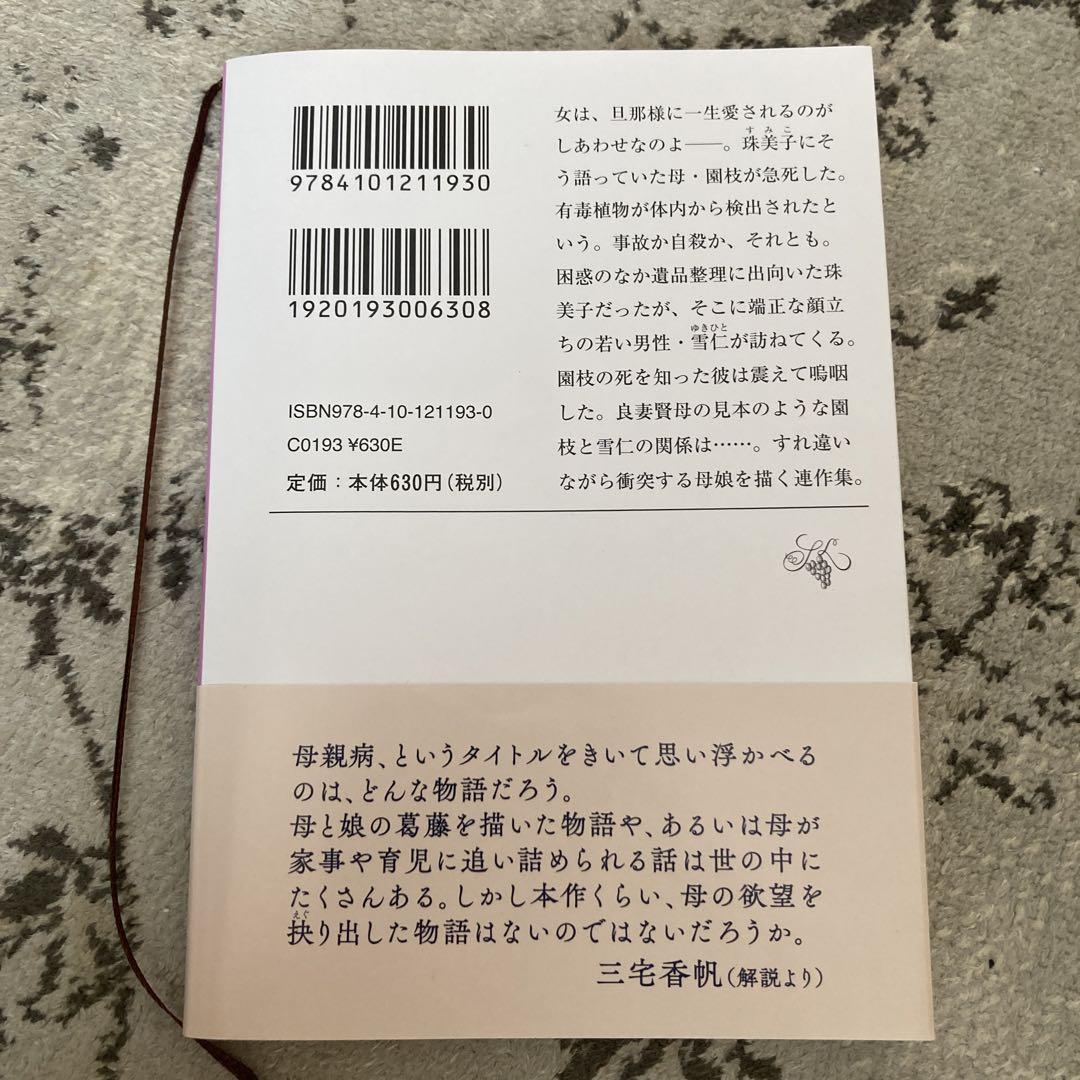 9784101211930
1920193006308
ISBN978-4-10-121193-0
C0193 ¥630E
定価：本体630円（税別）
女は、旦那様に一生愛されるのが
しあわせなのよ――。珠美子にそ
すみこ
う語っていた母・園枝が急死した。
有毒植物が体内から検出されたと
いう。事故か自殺か、それとも。
困惑のなか遺品整理に出向いた珠
美子だったが、そこに端正な顔立
ちの若い男性・雪仁が訪ねてくる。
ゆきひと
園枝の死を知った彼は震えて嗚咽
した。良妻賢母の見本のような園
枝と雪仁の関係は……。すれ違い
ながら衝突する母娘を描く連作集。
母親病、というタイトルをきいて思い浮かべる
のは、どんな物語だろう。
母と娘の葛藤を描いた物語や、あるいは母が
家事や育児に追い詰められる話は世の中に
たくさんある。しかし本作くらい、母の欲望を
抉り出した物語はないのではないだろうか。
えぐ
三宅香帆（解説より）